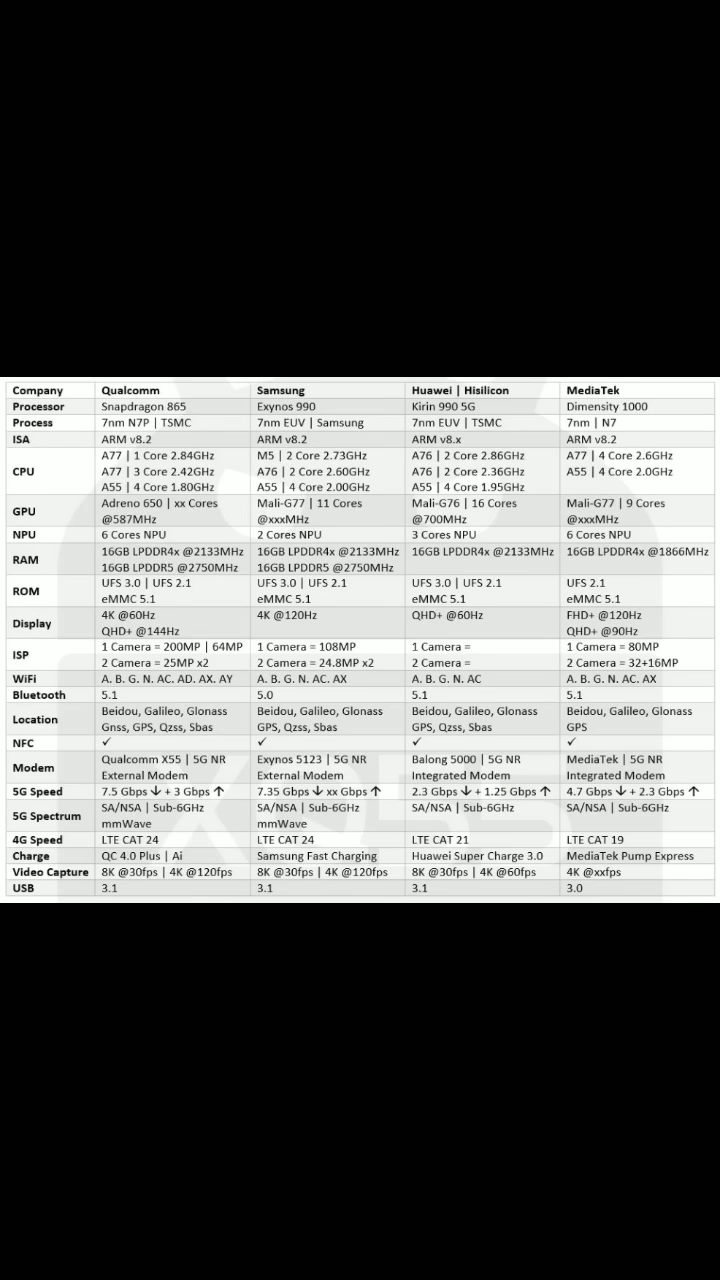 Company Qualcomm Samsung Huawei | Hisilicon MediaTek
Processor Snapdragon 865 Exynos 990 Kirin 990 5G Dimensity 1000
Process 7nm N7P | TSMC 7nm EUV | Samsung 7nm EUV | TSMC 7nm | N7
ISA ARM v8.2 ARM v8.2 ARM v8.x ARM v8.2
CPU
A77 | 1 Core 2.84GHz M5 | 2 Core 2.73GHz A76 | 2 Core 2.86GHz A77 | 4 Core 2.6GHz
A77 | 3 Core 2.42GHz A76 | 2 Core 2.60GHz A76 | 2 Core 2.36GHz A55 | 4 Core 2.0GHz
A55 | 4 Core 1.80GHz A55 | 4 Core 2.00GHz A55 | 4 Core 1.95GHz
GPU
Adreno 650 | xx Cores Mali-G77 | 11 Cores Mali-G76 | 16 Cores Mali-G77 | 9 Cores
@587MHz @xxxMHz @700MHz @xxxMHz
NPU 6 Cores NPU 2 Cores NPU 3 Cores NPU 6 Cores NPU
RAM
16GB LPDDR4x @2133MHz 16GB LPDDR4x @2133MHz 16GB LPDDR4x @2133MHz 16GB LPDDR4x @1866MHz
16GB LPDDR5 @2750MHz 16GB LPDDR5 @2750MHz
ROM
UFS 3.0 | UFS 2.1 UFS 3.0 | UFS 2.1 UFS 3.0 | UFS 2.1 UFS 2.1
eMMC 5.1 eMMC 5.1 eMMC 5.1 eMMC 5.1
Display
4K @60Hz 4K @120Hz QHD+ @60Hz FHD+ @120Hz
QHD+ @144Hz QHD+ @90Hz
ISP
1 Camera = 200MP | 64MP 1 Camera = 108MP 1 Camera = 1 Camera = 80MP
2 Camera = 25MP x2 2 Camera = 24.8MP x2 2 Camera = 2 Camera = 32+16MP
WiFi A. B. G. N. AC. AD. AX. AY A. B. G. N. AC. AX A. B. G. N. AC A. B. G. N. AC. AX
Bluetooth 5.1 5.0 5.1 5.1
Location
Beidou, Galileo, Glonass Beidou, Galileo, Glonass Beidou, Galileo, Glonass Beidou, Galileo, Glonass
Gnss, GPS, Qzss, Sbas GPS, Qzss, Sbas GPS, Qzss, Sbas GPS
NFC ✓ ✓ ✓ ✓
Modem
Qualcomm X55 | 5G NR Exynos 5123 | 5G NR Balong 5000 | 5G NR MediaTek | 5G NR
External Modem External Modem Integrated Modem Integrated Modem
5G Speed 7.5 Gbps ↓ + 3 Gbps ↑ 7.35 Gbps ↓ xx Gbps ↑ 2.3 Gbps ↓ + 1.25 Gbps ↑ 4.7 Gbps ↓ + 2.3 Gbps ↑
5G Spectrum
SA/NSA | Sub-6GHz SA/NSA | Sub-6GHz SA/NSA | Sub-6GHz SA/NSA | Sub-6GHz
mmWave mmWave
4G Speed LTE CAT 24 LTE CAT 24 LTE CAT 21 LTE CAT 19
Charge QC 4.0 Plus | Ai Samsung Fast Charging Huawei Super Charge 3.0 MediaTek Pump Express
Video Capture 8K @30fps | 4K @120fps 8K @30fps | 4K @120fps 8K @30fps | 4K @60fps 4K @xxfps
USB 3.1 3.1 3.1 3.0